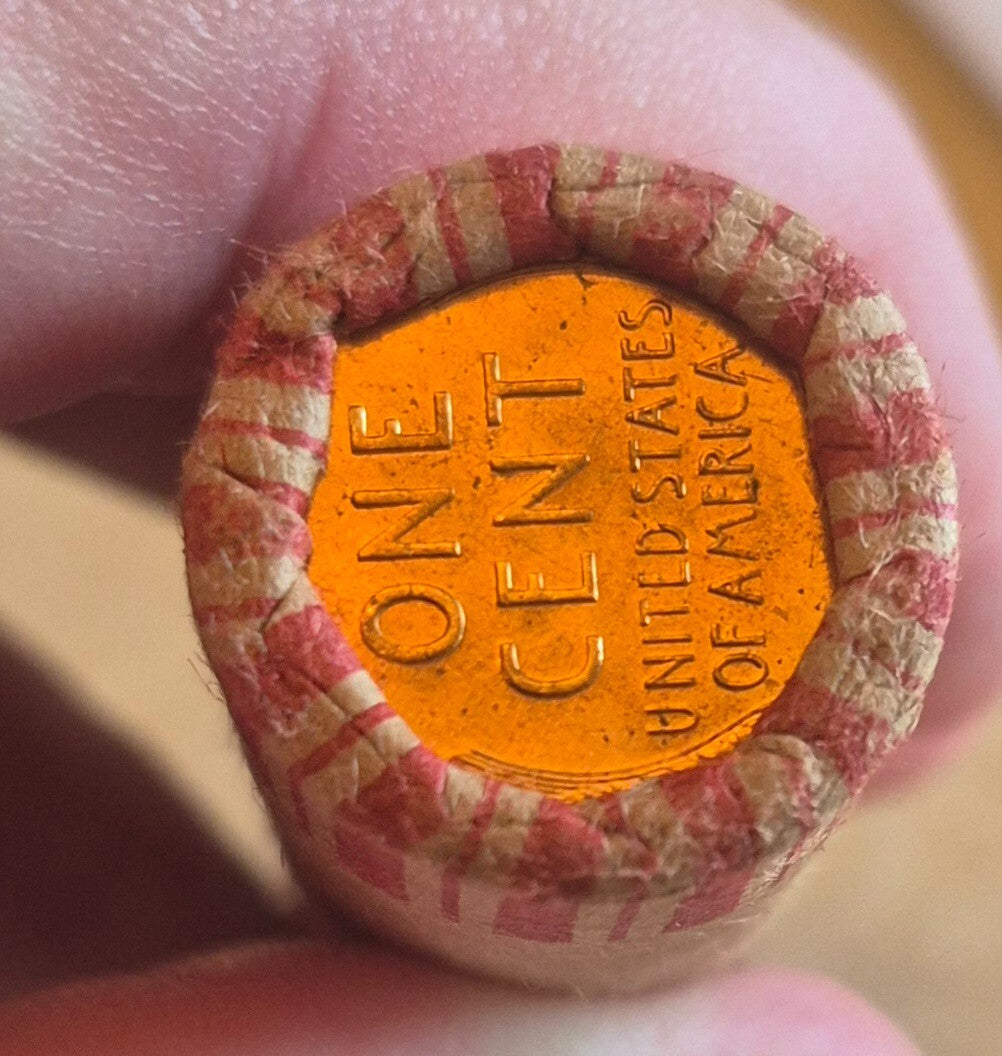 ONE
CENT
UNITED STATES
OF AMERICA